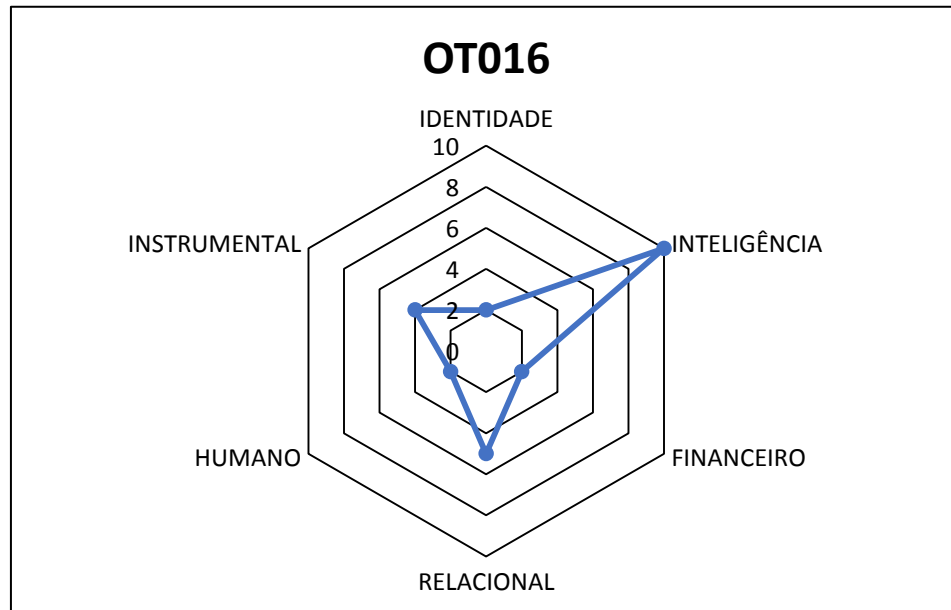 OT016
IDENTIDADE
10
8
6
4
2
0
INSTRUMENTAL
INTELIGÊNCIA
HUMANO
FINANCEIRO
RELACIONAL